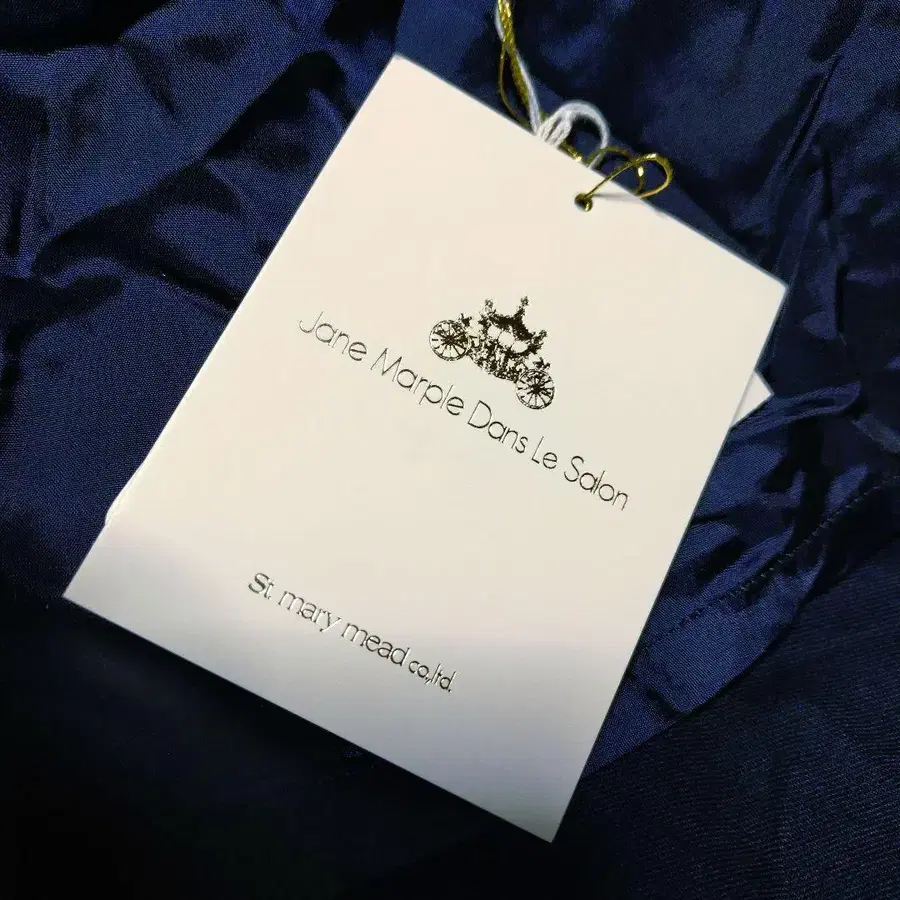 Jane Marple Dans Le Salon
St. mary mead co,.ltd.